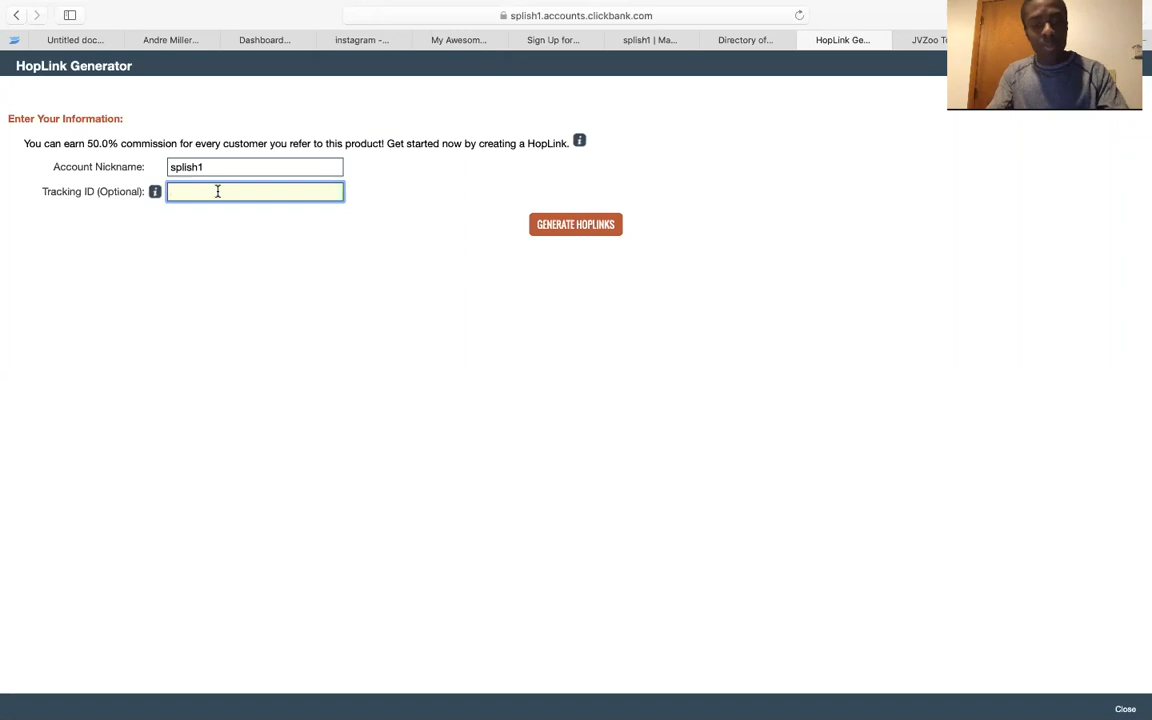 splish1.accounts.clickbank.com
Untitled doc...
Andre Miller...
Dashboard...
instagram -...
My Awesom...
Sign Up for...
splish1 | Ma...
Directory of...
HopLink Ge...
JVZoo To
HopLink Generator
Enter Your Information:
You can earn 50.0% commission for every customer you refer to this product! Get started now by creating a HopLink. i
Account Nickname: splish1
Tracking ID (Optional): i
GENERATE HOPLINKS
Close